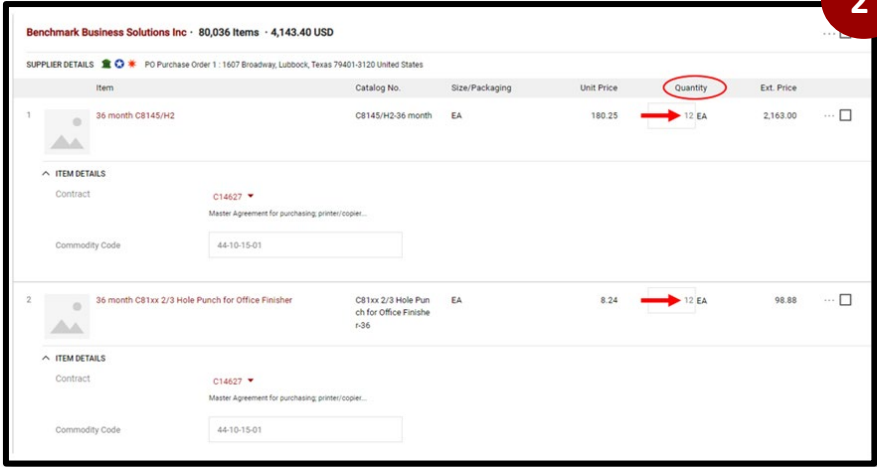 2
Benchmark Business Solutions Inc · 80,036 Items · 4,143.40 USD
...
SUPPLIER DETAILS PO Purchase Order 1 : 1607 Broadway, Lubbock, Texas 79401-3120 United States
Item Catalog No. Size/Packaging Unit Price Quantity Ext. Price
1 36 month C8145/H2 C8145/H2-36 month EA 180.25 12 EA 2,163.00 ...
ITEM DETAILS
Contract C14627
Master Agreement for purchasing; printer/copier...
Commodity Code 44-10-15-01
2 36 month C81xx 2/3 Hole Punch for Office Finisher C81xx 2/3 Hole Pun EA 8.24 12 EA 98.88 ...
ch for Office Finishe
r-36
ITEM DETAILS
Contract C14627
Master Agreement for purchasing; printer/copier...
Commodity Code 44-10-15-01